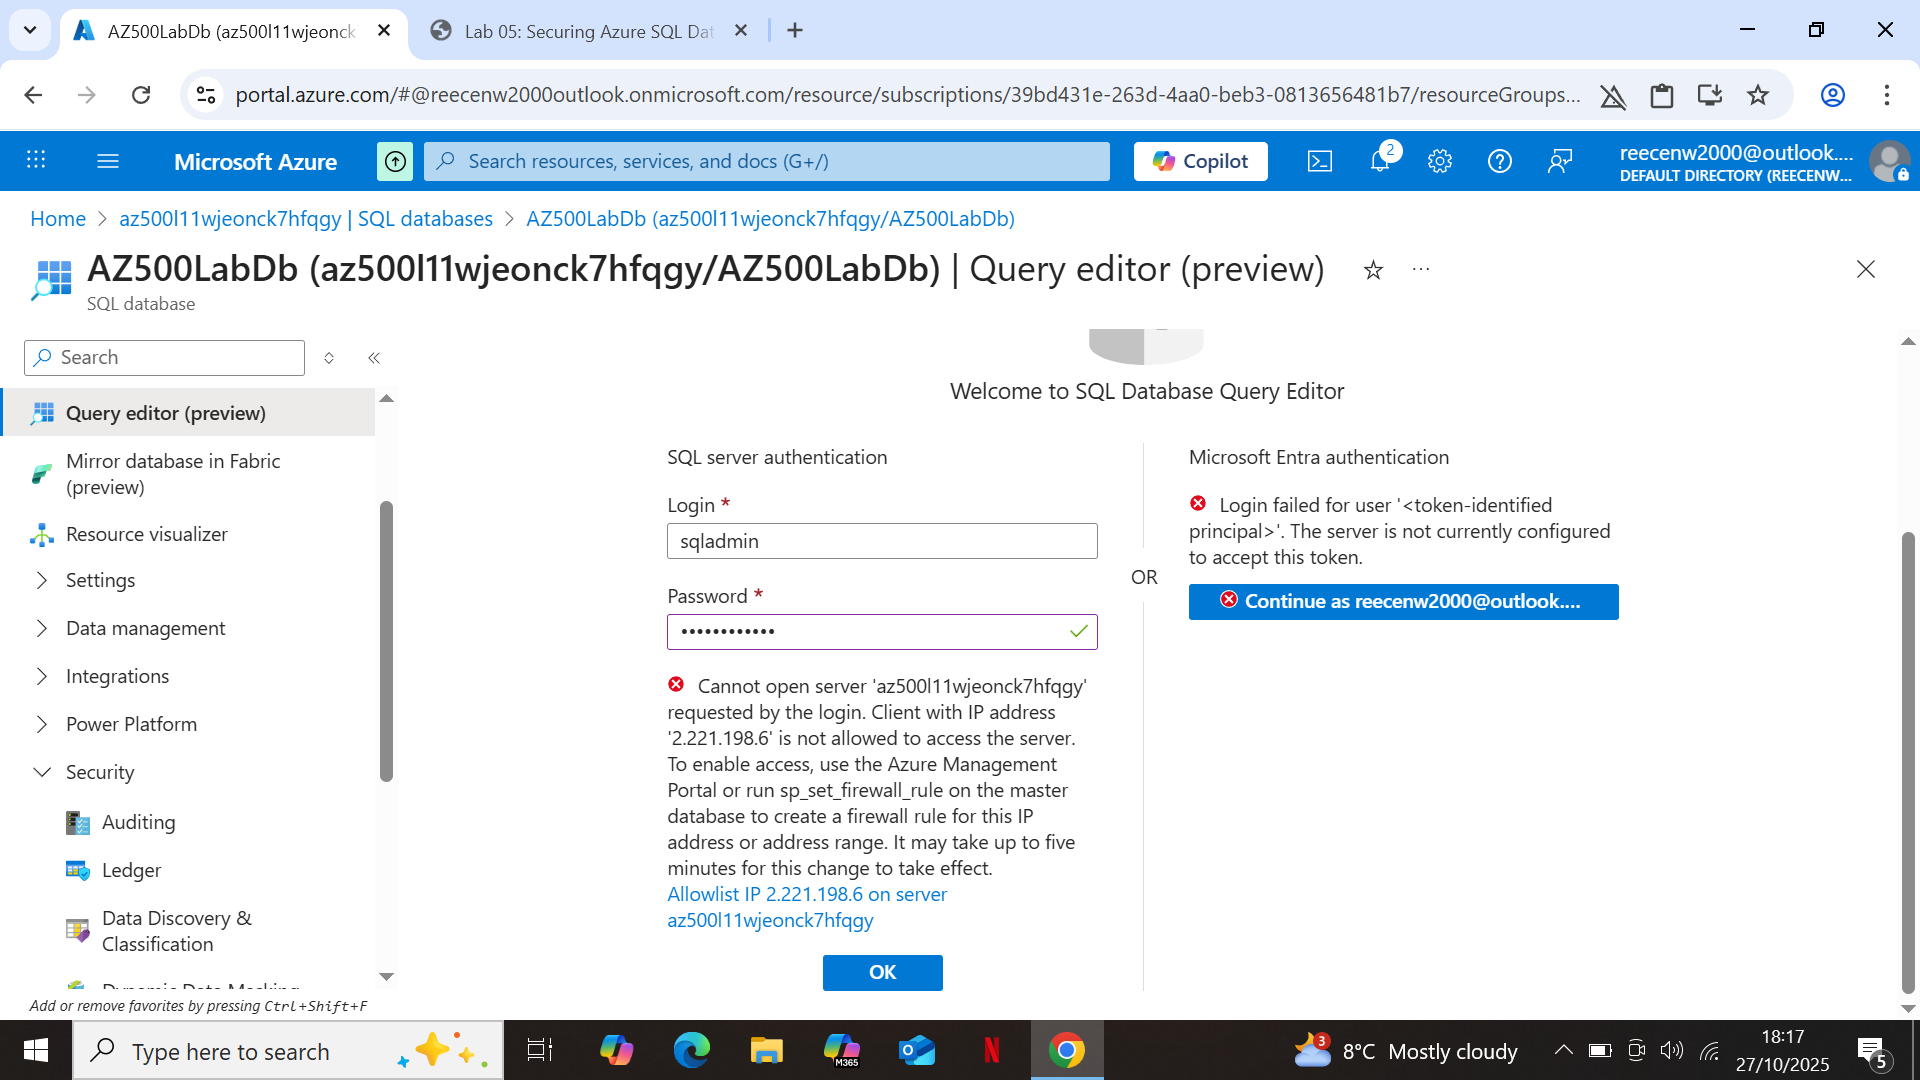 AZ500LabDb (az500l11wjeonck
Lab 05: Securing Azure SQL Dat
portal.azure.com/#@reecenw2000outlook.onmicrosoft.com/resource/subscriptions/39bd431e-263d-4aa0-beb3-0813656481b7/resourceGroups...
Microsoft Azure
Search resources, services, and docs (G+/)
Copilot
2
reecenw2000@outlook....
DEFAULT DIRECTORY (REECENW...
Home > az500l11wjeonck7hfqgy | SQL databases > AZ500LabDb (az500l11wjeonck7hfqgy/AZ500LabDb)
AZ500LabDb (az500l11wjeonck7hfqgy/AZ500LabDb) | Query editor (preview)
SQL database
Search
Query editor (preview)
Mirror database in Fabric
(preview)
Resource visualizer
Settings
Data management
Integrations
Power Platform
Security
Auditing
Ledger
Data Discovery &
Classification
Dynamic Data Masking
Add or remove favorites by pressing Ctrl+Shift+F
Welcome to SQL Database Query Editor
SQL server authentication
Login *
sqladmin
Password *
••••••••••••
Cannot open server 'az500l11wjeonck7hfqgy'
requested by the login. Client with IP address
'2.221.198.6' is not allowed to access the server.
To enable access, use the Azure Management
Portal or run sp_set_firewall_rule on the master
database to create a firewall rule for this IP
address or address range. It may take up to five
minutes for this change to take effect.
Allowlist IP 2.221.198.6 on server
az500l11wjeonck7hfqgy
OK
OR
Microsoft Entra authentication
Login failed for user '<token-identified
principal>'. The server is not currently configured
to accept this token.
Continue as reecenw2000@outlook....
Type here to search
M365
N
3
8°C Mostly cloudy
18:17
27/10/2025
5